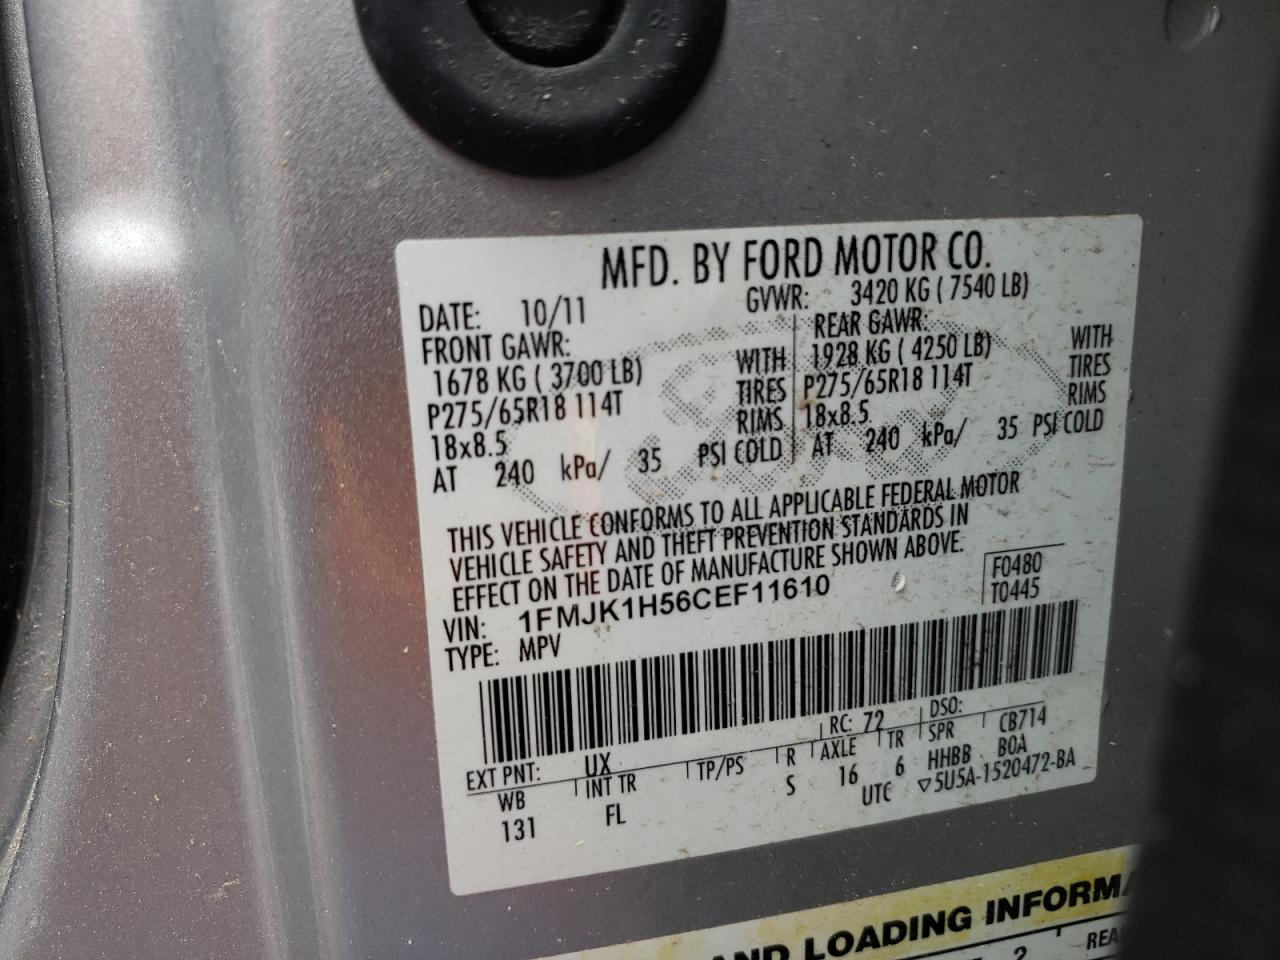 MFD. BY FORD MOTOR CO.
DATE: 10/11 GVWR: 3420 KG ( 7540 LB)
FRONT GAWR: REAR GAWR:
1678 KG ( 3700 LB) WITH 1928 KG ( 4250 LB) WITH
P275/65R18 114T TIRES P275/65R18 114T TIRES
18x8.5 RIMS 18x8.5 RIMS
AT 240 kPa/ 35 PSI COLD AT 240 kPa/ 35 PSI COLD
THIS VEHICLE CONFORMS TO ALL APPLICABLE FEDERAL MOTOR
VEHICLE SAFETY AND THEFT PREVENTION STANDARDS IN
EFFECT ON THE DATE OF MANUFACTURE SHOWN ABOVE.
F0480
VIN: 1FMJK1H56CEF11610 T0445
TYPE: MPV
EXT PNT: UX RC: 72 DSO:
WB INT TR TP/PS R AXLE TR SPR CB714
131 FL S 16 6 HHBB BOA
UTC ▽5U5A-1520472-BA
AND LOADING INFORMA
2 REA